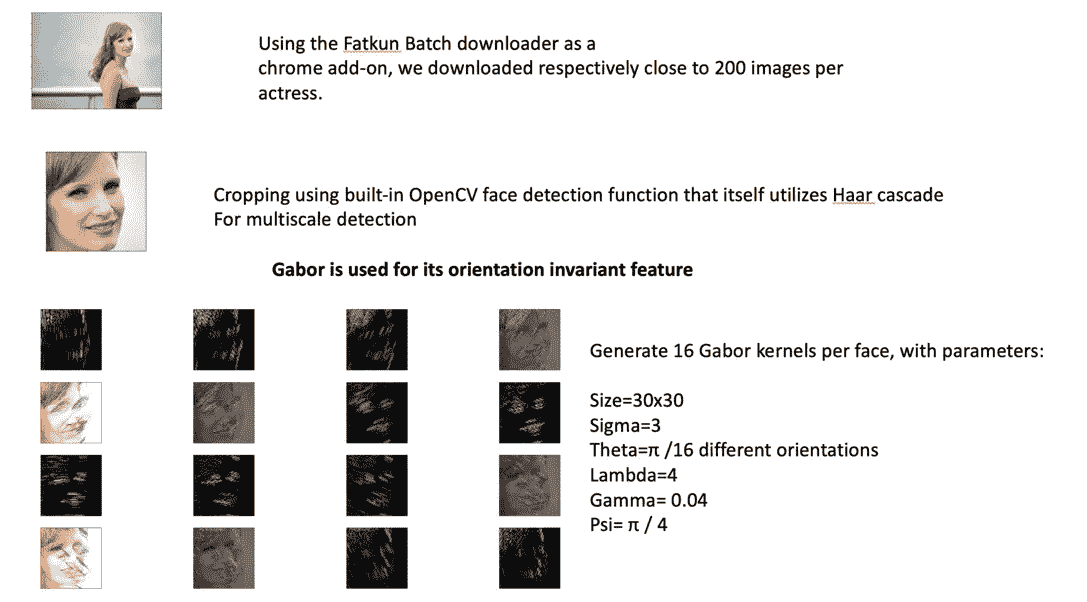 Using the Fatkun Batch downloader as a
chrome add-on, we downloaded respectively close to 200 images per
actress.
Cropping using built-in OpenCV face detection function that itself utilizes Haar cascade
For multiscale detection
Gabor is used for its orientation invariant feature
Generate 16 Gabor kernels per face, with parameters:
Size=30x30
Sigma=3
Theta=π /16 different orientations
Lambda=4
Gamma= 0.04
Psi= π / 4